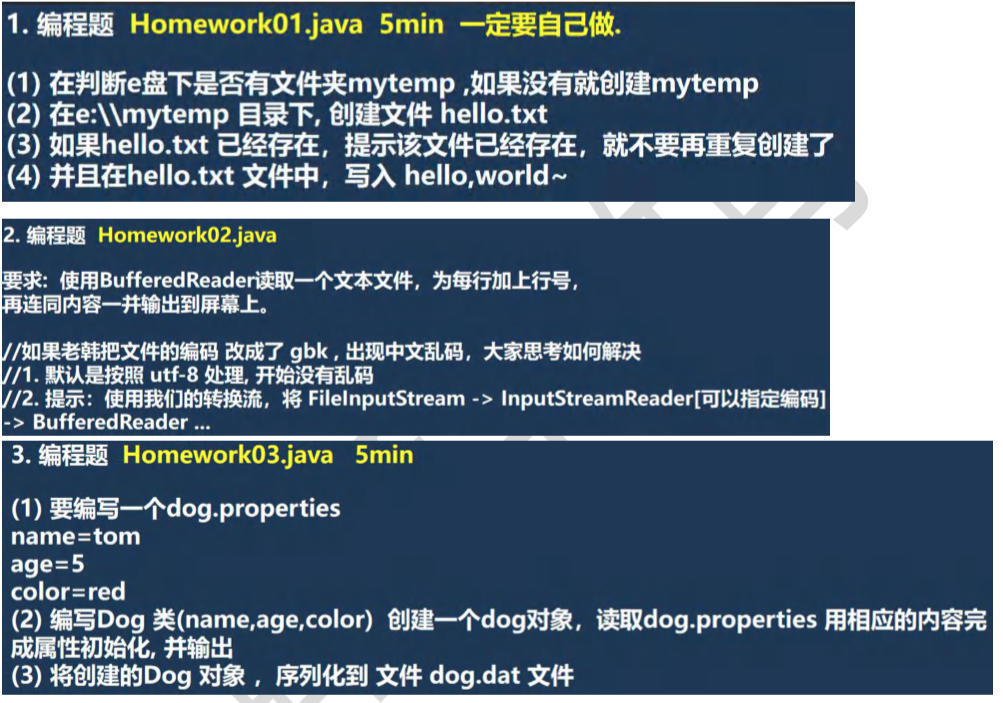 1. 编程题 Homework01.java 5min 一定要自己做.
(1) 在判断e盘下是否有文件夹mytemp ,如果没有就创建mytemp
(2) 在e:\\mytemp 目录下, 创建文件 hello.txt
(3) 如果hello.txt 已经存在，提示该文件已经存在，就不要再重复创建了
(4) 并且在hello.txt 文件中，写入 hello,world~
2. 编程题 Homework02.java
要求: 使用BufferedReader读取一个文本文件，为每行加上行号，
再连同内容一并输出到屏幕上。
//如果老韩把文件的编码 改成了 gbk , 出现中文乱码，大家思考如何解决
//1. 默认是按照 utf-8 处理, 开始没有乱码
//2. 提示：使用我们的转换流，将 FileInputStream -> InputStreamReader[可以指定编码]
-> BufferedReader ...
3. 编程题 Homework03.java 5min
(1) 要编写一个dog.properties
name=tom
age=5
color=red
(2) 编写Dog 类(name,age,color) 创建一个dog对象，读取dog.properties 用相应的内容完
成属性初始化, 并输出
(3) 将创建的Dog 对象 ，序列化到 文件 dog.dat 文件